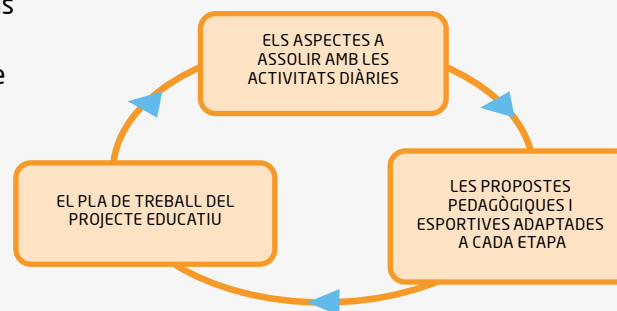 ELS ASPECTES A
ASSOLIR AMB LES
ACTIVITATS DIÀRIES
EL PLA DE TREBALL DEL
PROJECTE EDUCATIU
LES PROPOSTES
PEDAGÒGIQUES I
ESPORTIVES ADAPTADES
A CADA ETAPA